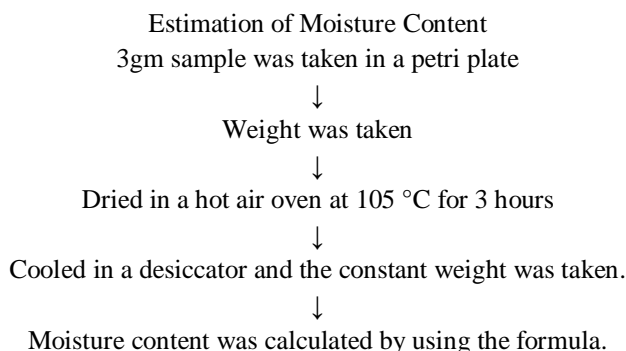 Estimation of Moisture Content
3gm sample was taken in a petri plate
↓
Weight was taken
↓
Dried in a hot air oven at 105 °C for 3 hours
↓
Cooled in a desiccator and the constant weight was taken.
↓
Moisture content was calculated by using the formula.